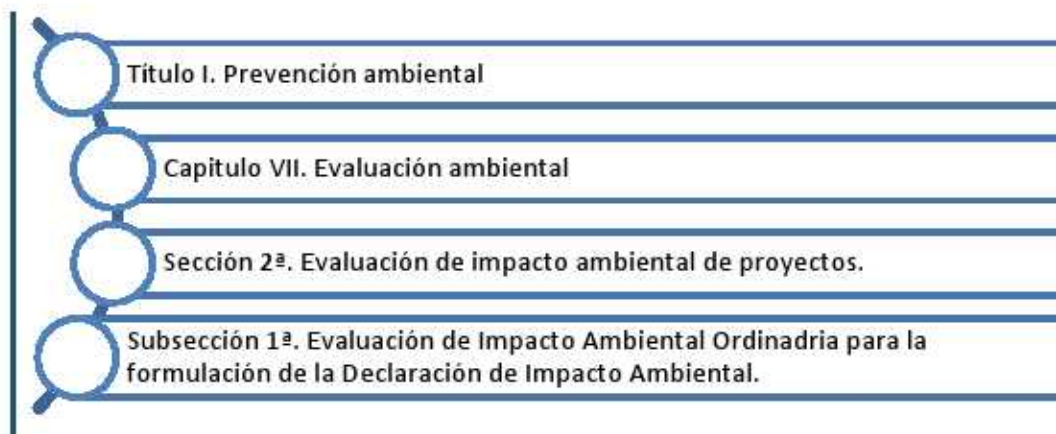 Título I. Prevención ambiental
Capitulo VII. Evaluación ambiental
Sección 2ª. Evaluación de impacto ambiental de proyectos.
Subsección 1ª. Evaluación de Impacto Ambiental Ordinadria para la
formulación de la Declaración de Impacto Ambiental.